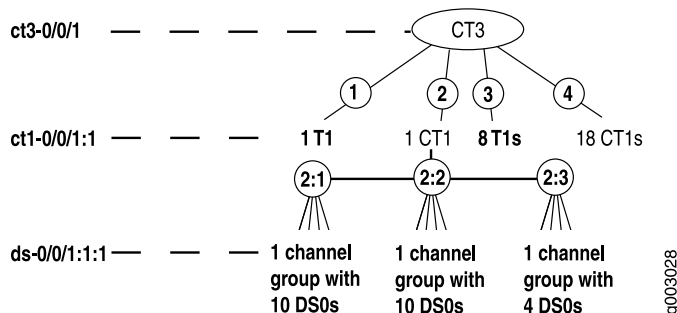 ct3-0/0/1
CT3
1
2
3
4
ct1-0/0/1:1
1 T1
1 CT1
8 T1s
18 CT1s
2:1
2:2
2:3
ds-0/0/1:1:1
1 channel
group with
10 DS0s
1 channel
group with
10 DS0s
1 channel
group with
4 DS0s
g003028